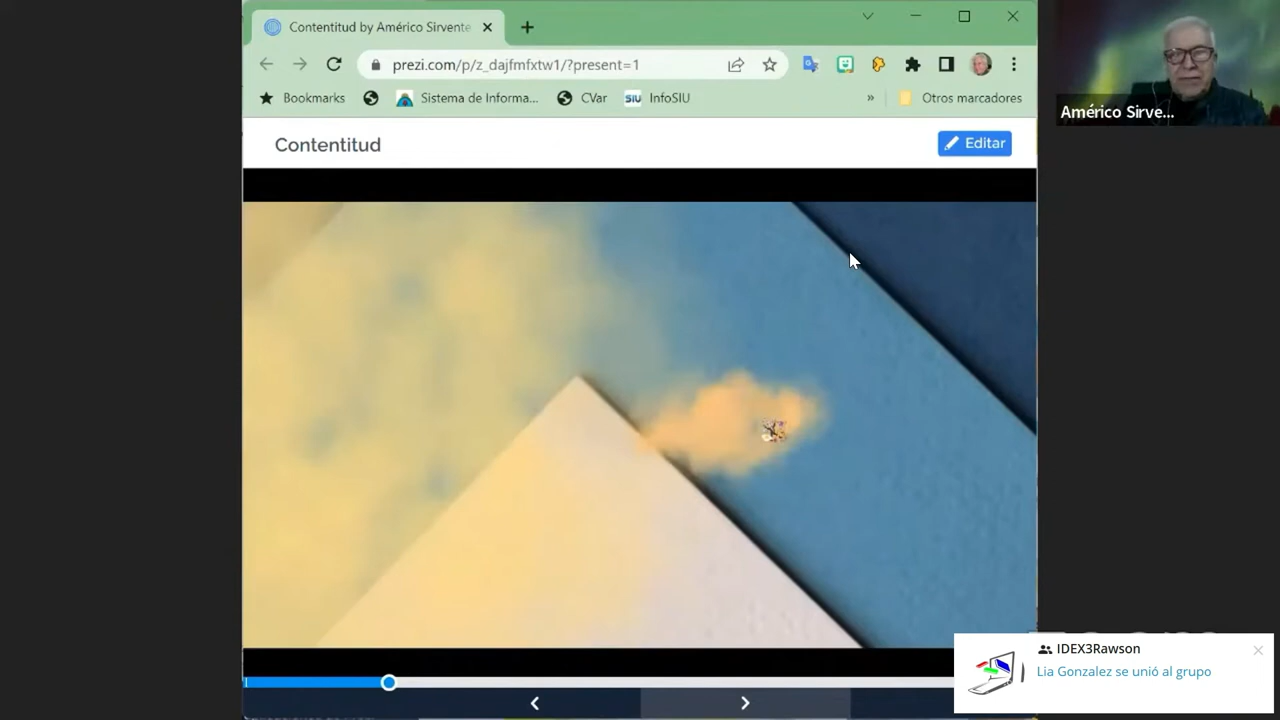 Contentitud by Américo Sirvente
prezi.com/p/z_dajfmfxtw1/?present=1
Bookmarks
Sistema de Informa...
CVar
SIU InfoSIU
»
Otros marcadores
Américo Sirve...
Contentitud
Editar
IDEX3Rawson
Lia Gonzalez se unió al grupo